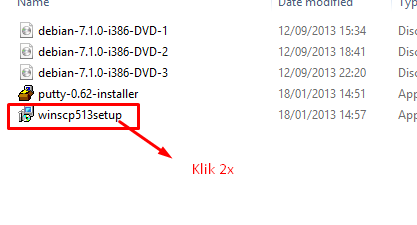 Name Date modified Ty
debian-7.1.0-i386-DVD-1 12/09/2013 15:34 Disc
debian-7.1.0-i386-DVD-2 12/09/2013 18:41 Disc
debian-7.1.0-i386-DVD-3 12/09/2013 22:20 Disc
putty-0.62-installer 18/01/2013 14:51 App
winscp513setup 18/01/2013 14:57 App
Klik 2x